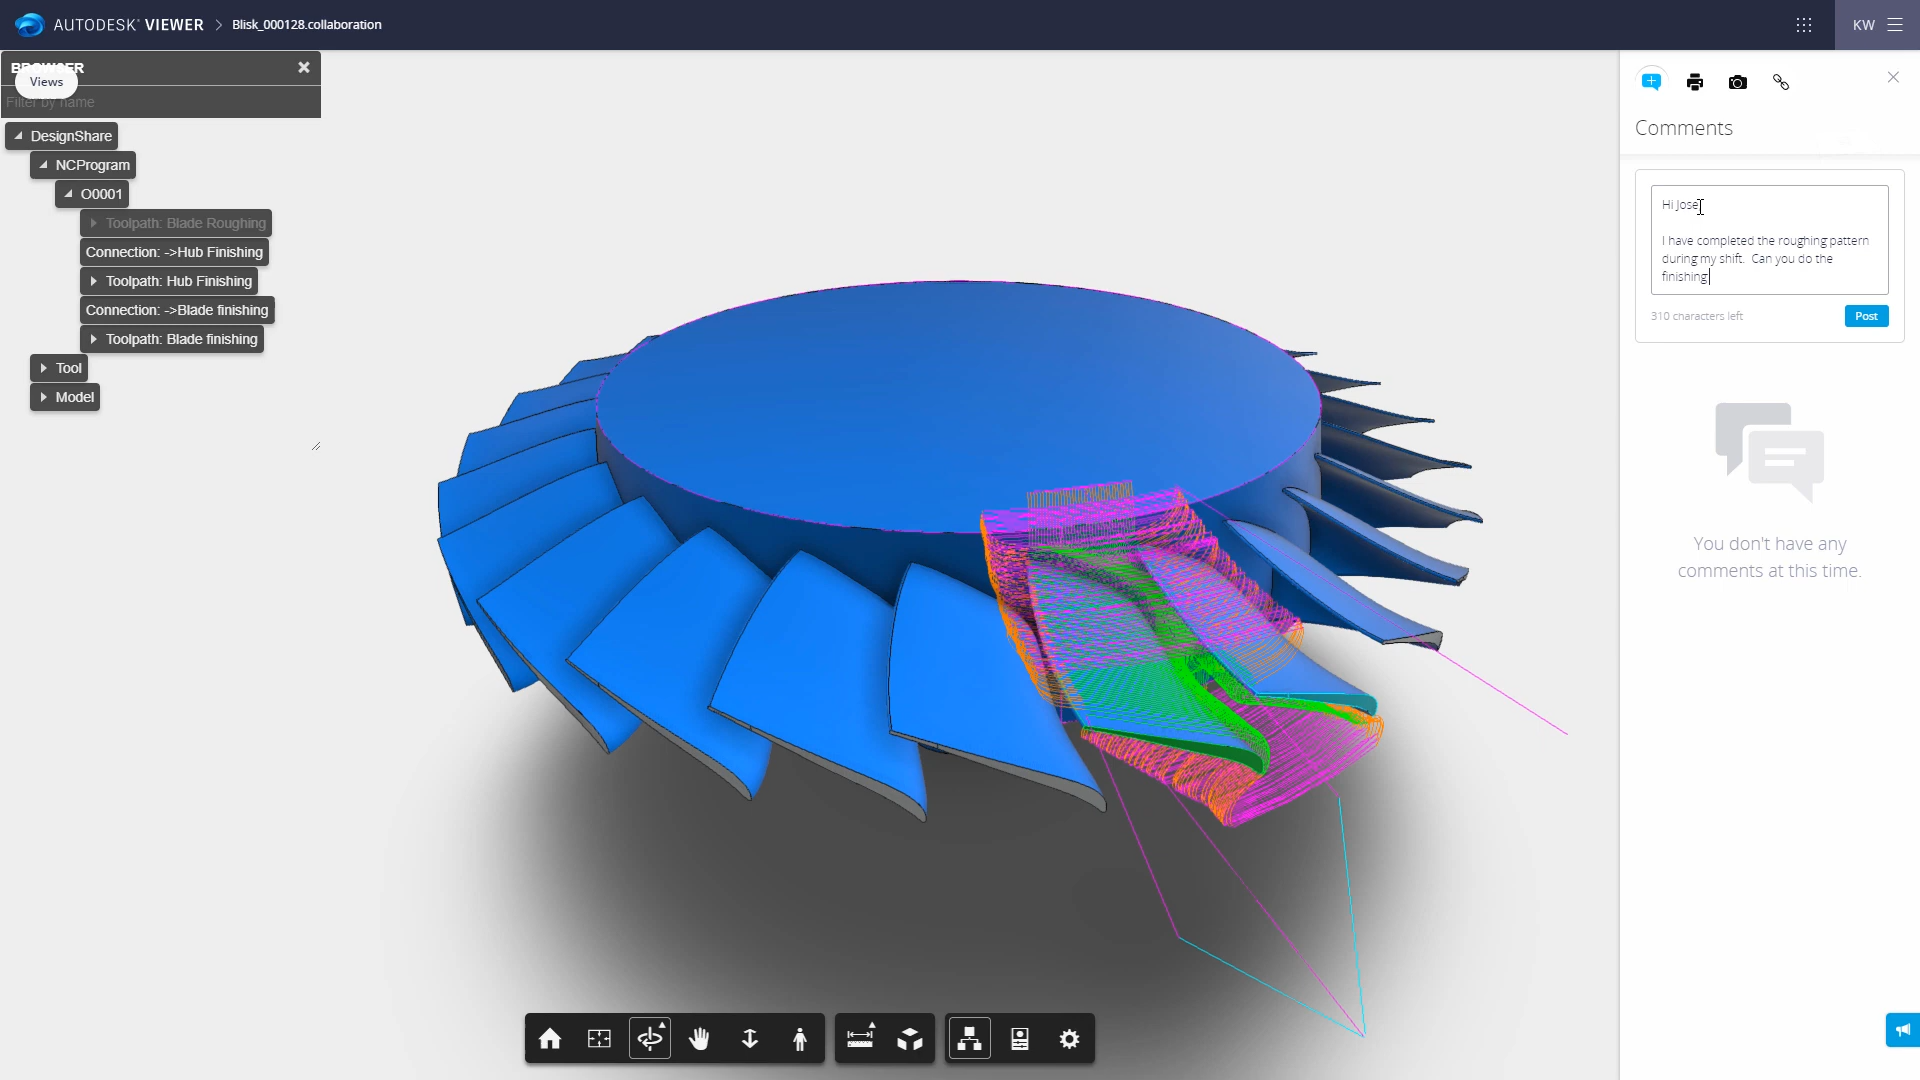 AUTODESK® VIEWER > Blisk_000128.collaboration
KW
BROWSER
Views
Filter by name
DesignShare
NCProgram
O0001
Toolpath: Blade Roughing
Connection: ->Hub Finishing
Toolpath: Hub Finishing
Connection: ->Blade finishing
Toolpath: Blade finishing
Tool
Model
Comments
Hi Jose
I have completed the roughing pattern
during my shift. Can you do the
finishing
310 characters left
Post
You don't have any
comments at this time.